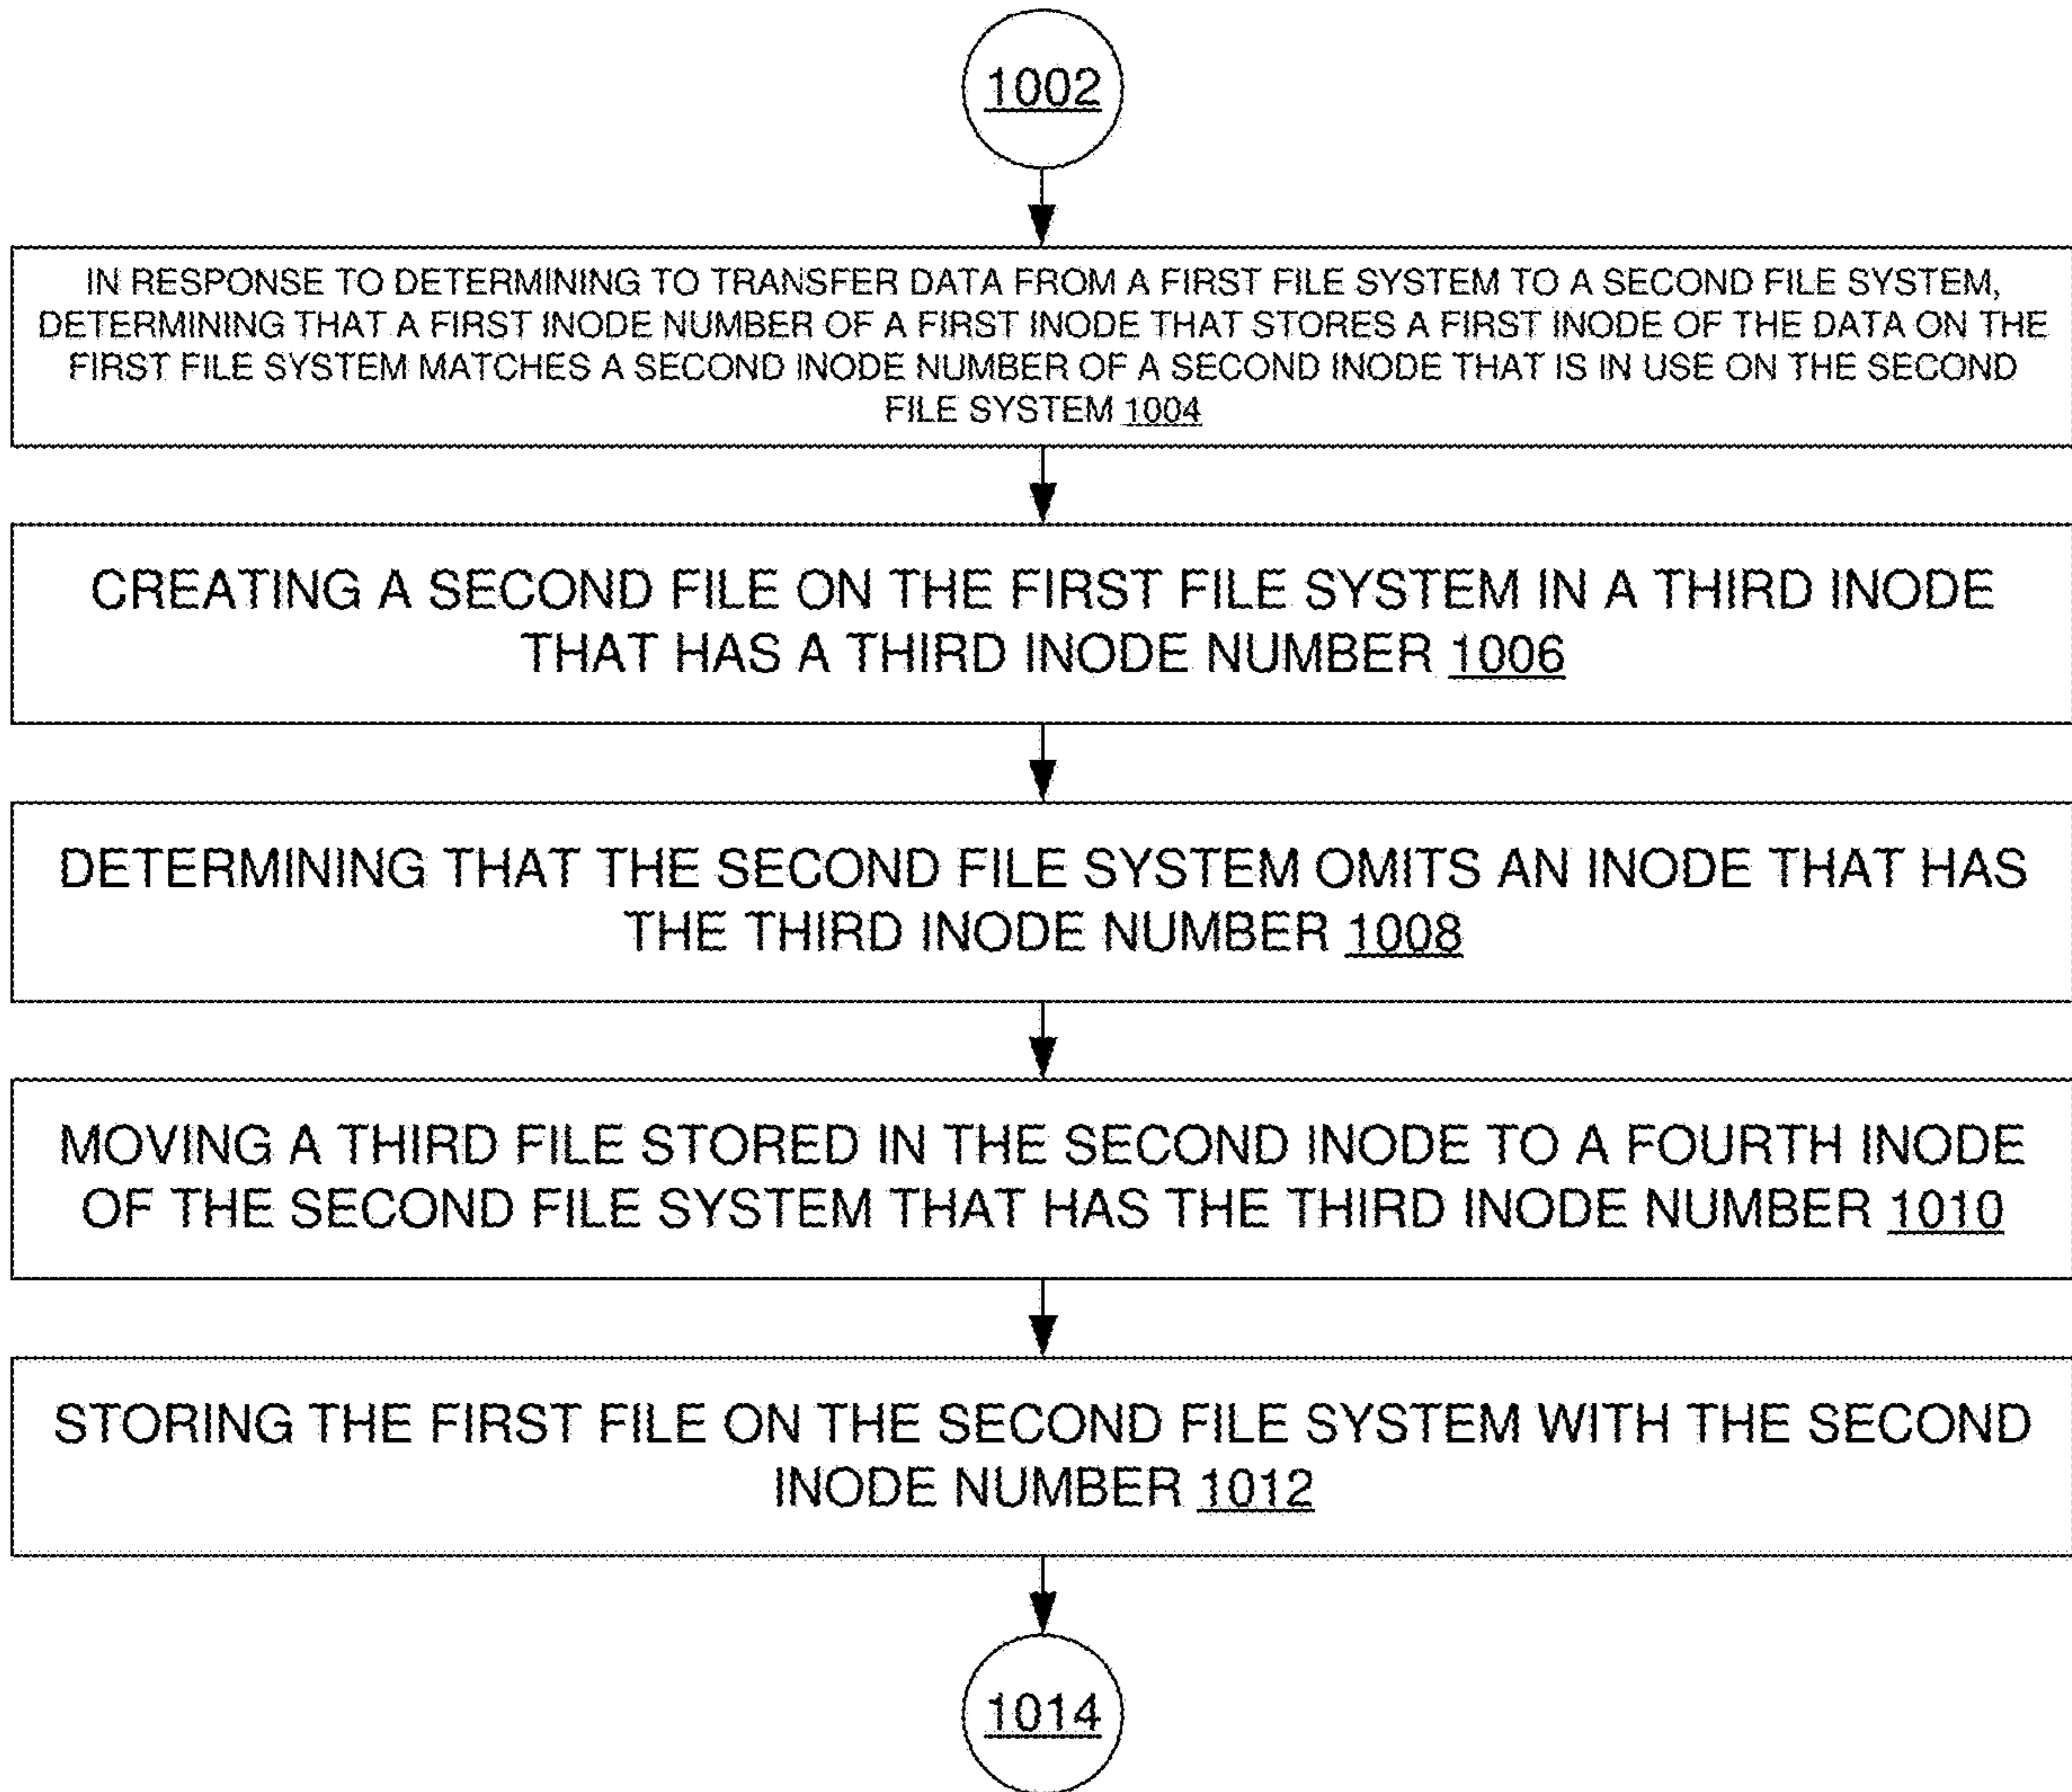 1002
IN RESPONSE TO DETERMINING TO TRANSFER DATA FROM A FIRST FILE SYSTEM TO A SECOND FILE SYSTEM,
DETERMINING THAT A FIRST INODE NUMBER OF A FIRST INODE THAT STORES A FIRST INODE OF THE DATA ON THE
FIRST FILE SYSTEM MATCHES A SECOND INODE NUMBER OF A SECOND INODE THAT IS IN USE ON THE SECOND
FILE SYSTEM 1004
CREATING A SECOND FILE ON THE FIRST FILE SYSTEM IN A THIRD INODE
THAT HAS A THIRD INODE NUMBER 1006
DETERMINING THAT THE SECOND FILE SYSTEM OMITS AN INODE THAT HAS
THE THIRD INODE NUMBER 1008
MOVING A THIRD FILE STORED IN THE SECOND INODE TO A FOURTH INODE
OF THE SECOND FILE SYSTEM THAT HAS THE THIRD INODE NUMBER 1010
STORING THE FIRST FILE ON THE SECOND FILE SYSTEM WITH THE SECOND
INODE NUMBER 1012
1014